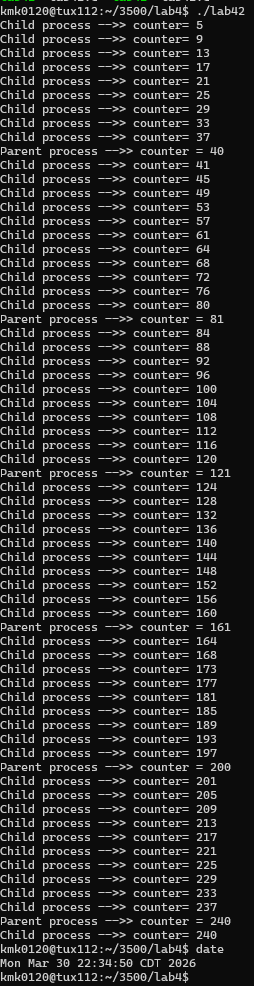 kmk0120@tux112:~/3500/lab4$ ./lab42
Child process -->> counter= 5
Child process -->> counter= 9
Child process -->> counter= 13
Child process -->> counter= 17
Child process -->> counter= 21
Child process -->> counter= 25
Child process -->> counter= 29
Child process -->> counter= 33
Child process -->> counter= 37
Parent process -->> counter = 40
Child process -->> counter= 41
Child process -->> counter= 45
Child process -->> counter= 49
Child process -->> counter= 53
Child process -->> counter= 57
Child process -->> counter= 61
Child process -->> counter= 64
Child process -->> counter= 68
Child process -->> counter= 72
Child process -->> counter= 76
Child process -->> counter= 80
Parent process -->> counter = 81
Child process -->> counter= 84
Child process -->> counter= 88
Child process -->> counter= 92
Child process -->> counter= 96
Child process -->> counter= 100
Child process -->> counter= 104
Child process -->> counter= 108
Child process -->> counter= 112
Child process -->> counter= 116
Child process -->> counter= 120
Parent process -->> counter = 121
Child process -->> counter= 124
Child process -->> counter= 128
Child process -->> counter= 132
Child process -->> counter= 136
Child process -->> counter= 140
Child process -->> counter= 144
Child process -->> counter= 148
Child process -->> counter= 152
Child process -->> counter= 156
Child process -->> counter= 160
Parent process -->> counter = 161
Child process -->> counter= 164
Child process -->> counter= 168
Child process -->> counter= 173
Child process -->> counter= 177
Child process -->> counter= 181
Child process -->> counter= 185
Child process -->> counter= 189
Child process -->> counter= 193
Child process -->> counter= 197
Parent process -->> counter = 200
Child process -->> counter= 201
Child process -->> counter= 205
Child process -->> counter= 209
Child process -->> counter= 213
Child process -->> counter= 217
Child process -->> counter= 221
Child process -->> counter= 225
Child process -->> counter= 229
Child process -->> counter= 233
Child process -->> counter= 237
Parent process -->> counter = 240
Child process -->> counter= 240
kmk0120@tux112:~/3500/lab4$ date
Mon Mar 30 22:34:50 CDT 2026
kmk0120@tux112:~/3500/lab4$